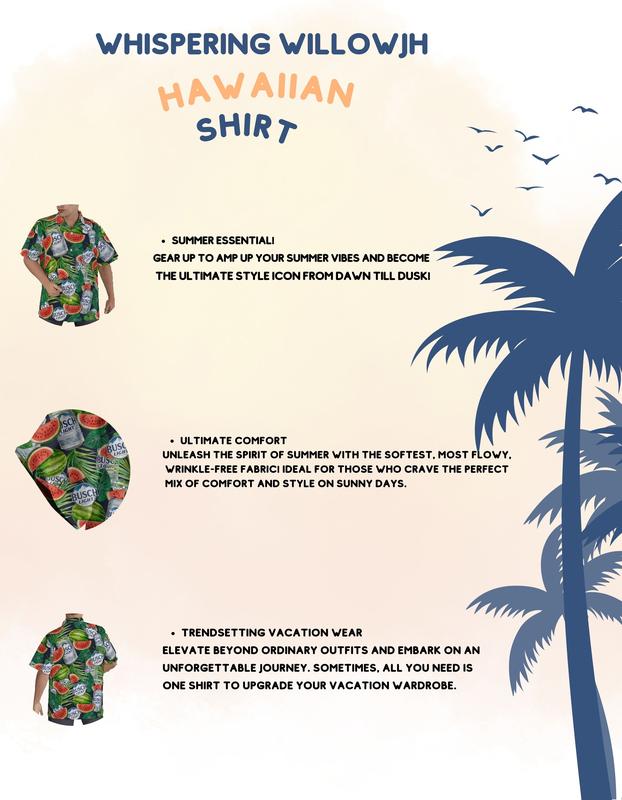 WHISPERING WILLOWJH
HAWAIIAN
SHIRT
• SUMMER ESSENTIAL!
GEAR UP TO AMP UP YOUR SUMMER VIBES AND BECOME
THE ULTIMATE STYLE ICON FROM DAWN TILL DUSK!
BUSCH
LIGHT
BUSCH
LIGHT
• ULTIMATE COMFORT
UNLEASH THE SPIRIT OF SUMMER WITH THE SOFTEST, MOST FLOWY,
WRINKLE-FREE FABRIC! IDEAL FOR THOSE WHO CRAVE THE PERFECT
MIX OF COMFORT AND STYLE ON SUNNY DAYS.
• TRENDSETTING VACATION WEAR
ELEVATE BEYOND ORDINARY OUTFITS AND EMBARK ON AN
UNFORGETTABLE JOURNEY. SOMETIMES, ALL YOU NEED IS
ONE SHIRT TO UPGRADE YOUR VACATION WARDROBE.